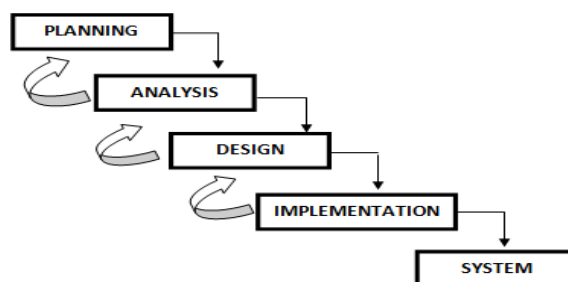 PLANNING
ANALYSIS
DESIGN
IMPLEMENTATION
SYSTEM